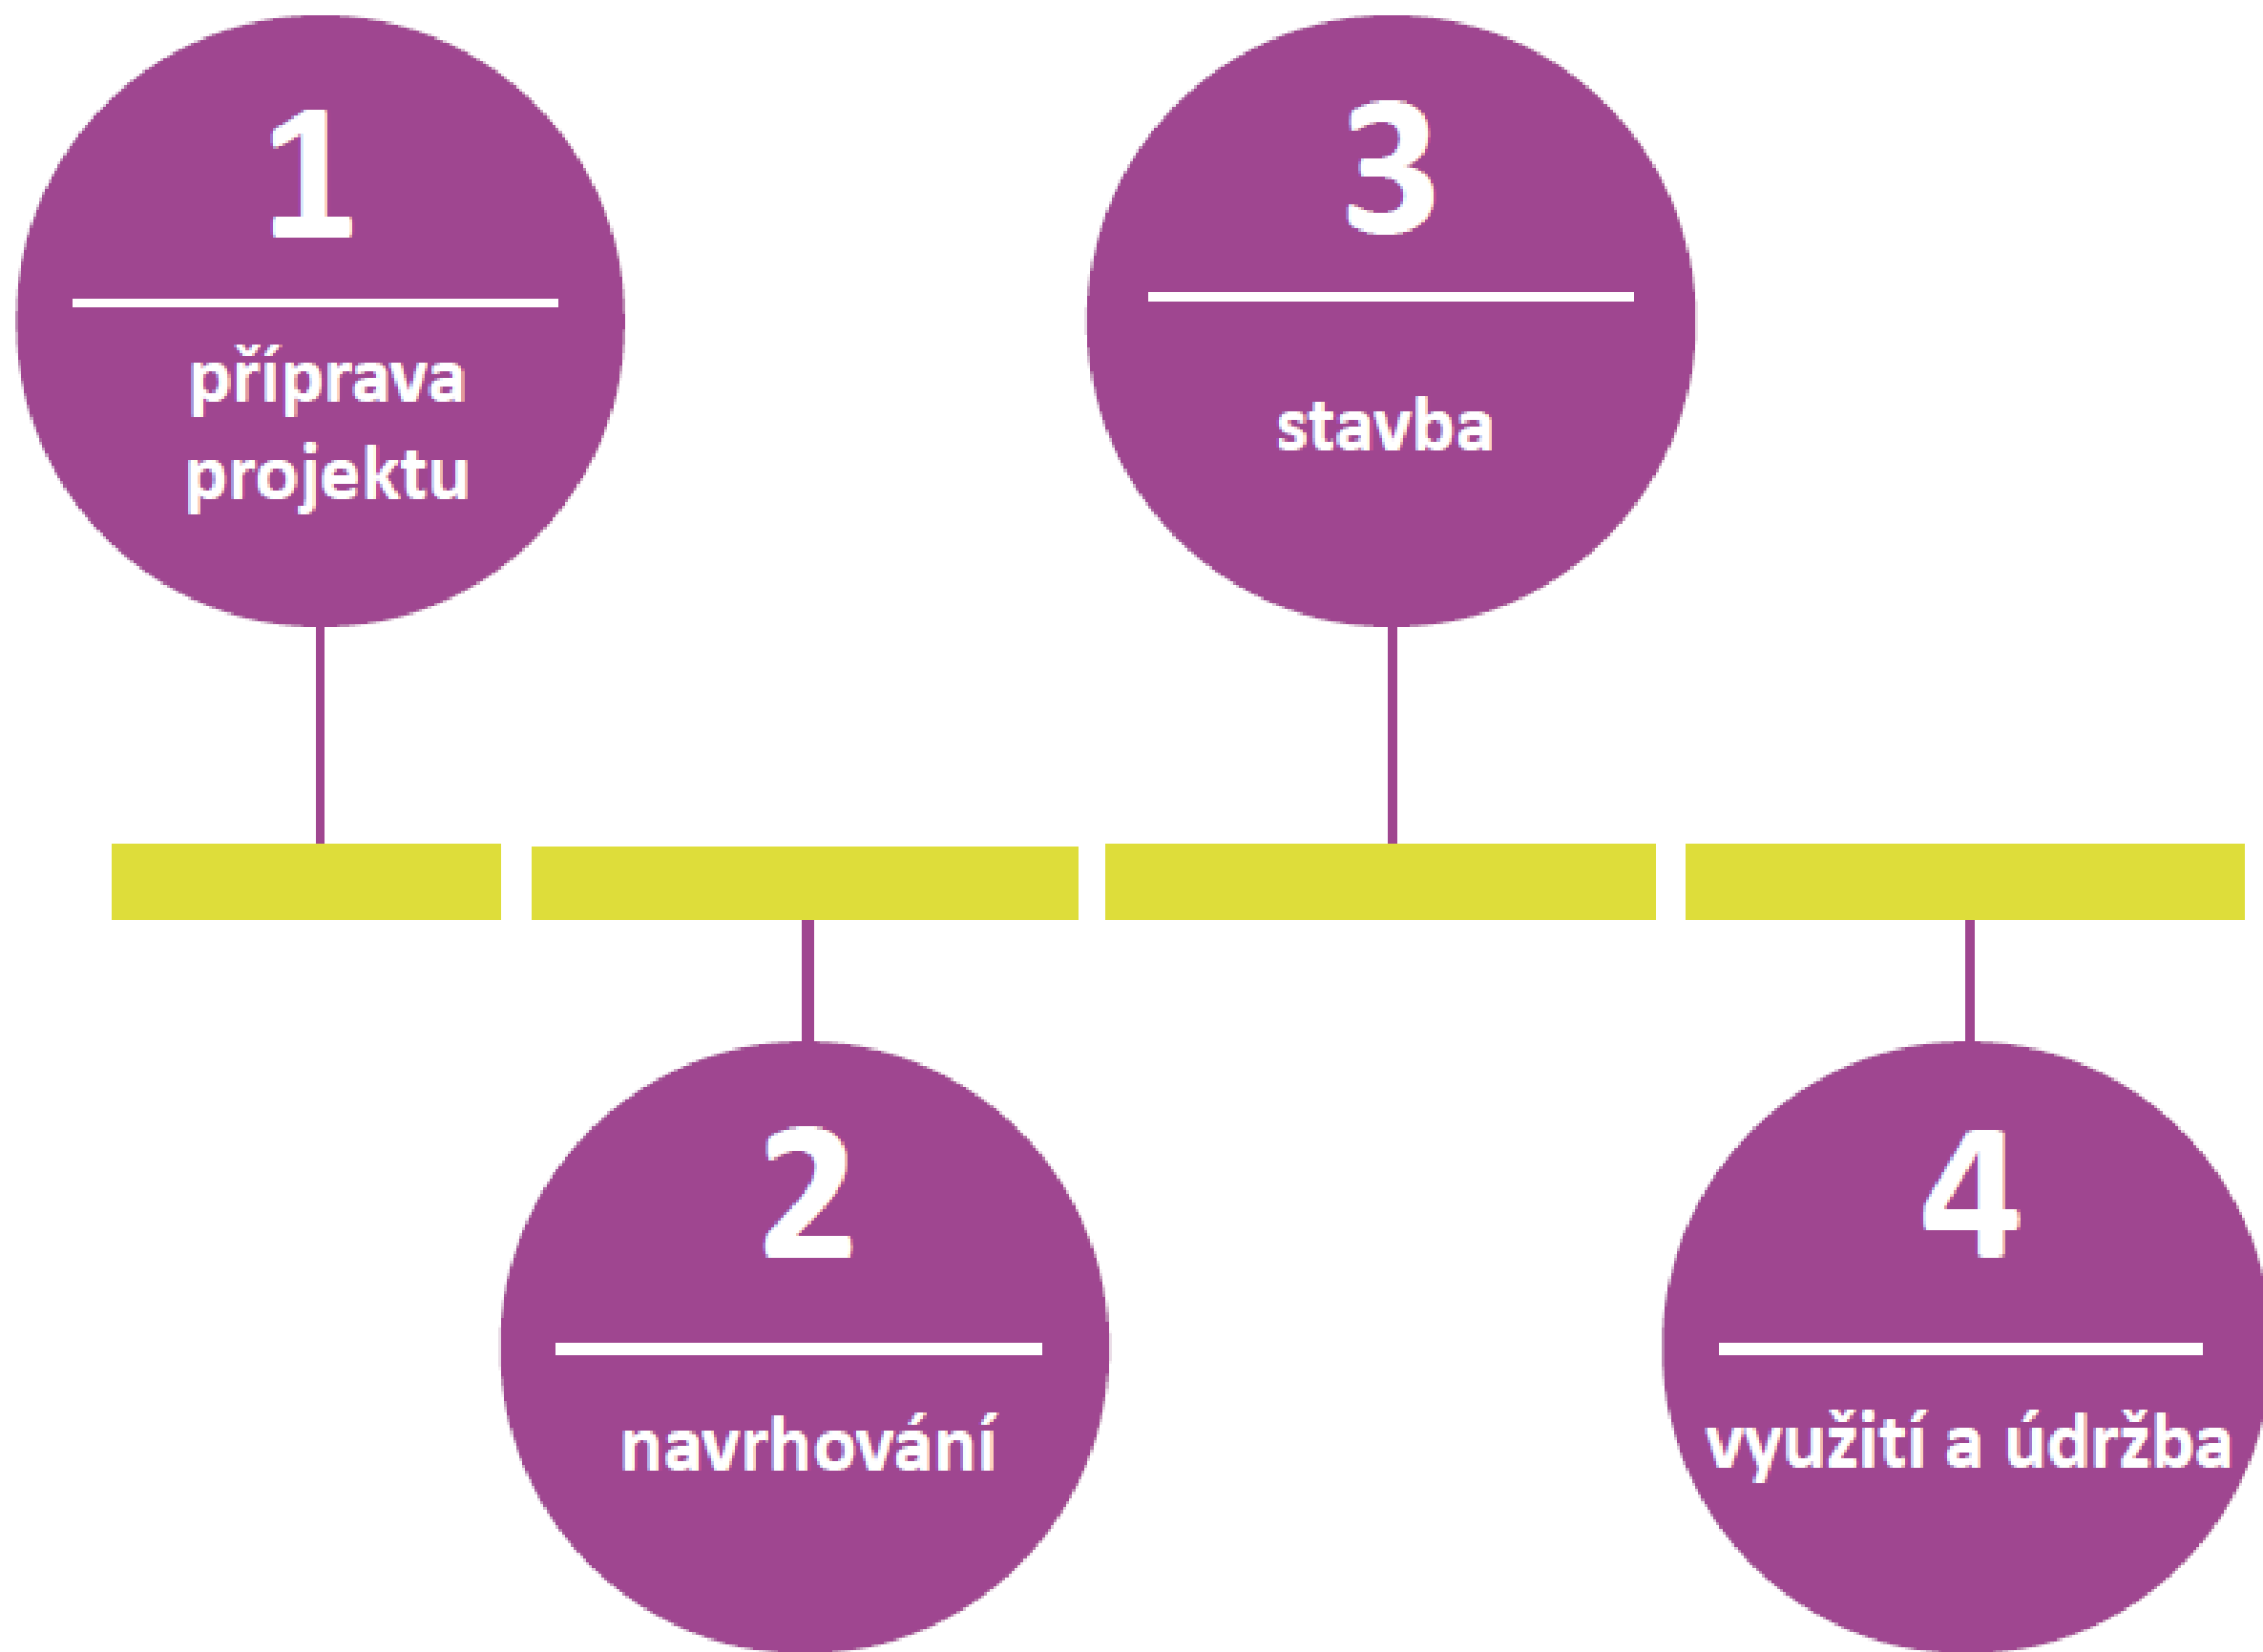 1
příprava
projektu
2
navrhování
3
stavba
4
využití a údržba